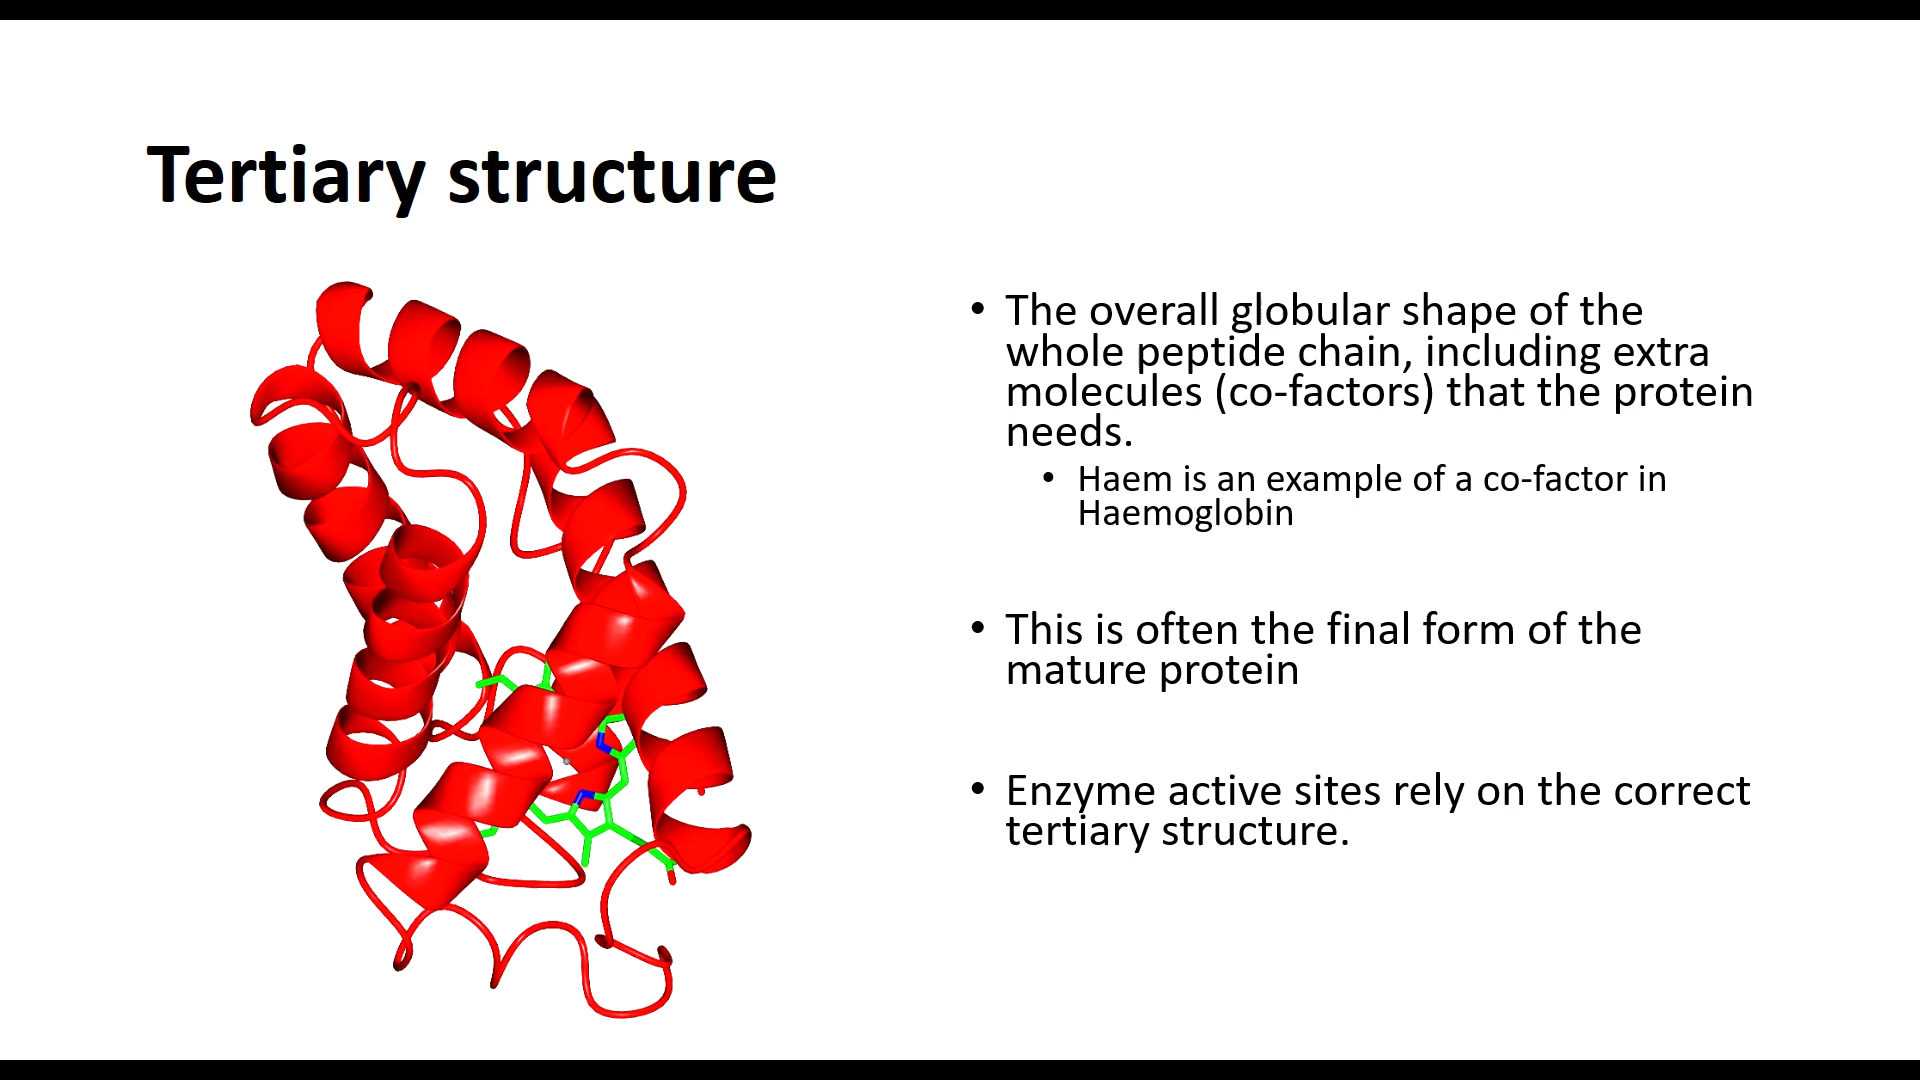 Tertiary structure
• The overall globular shape of the
whole peptide chain, including extra
molecules (co-factors) that the protein
needs.
• Haem is an example of a co-factor in
Haemoglobin
• This is often the final form of the
mature protein
• Enzyme active sites rely on the correct
tertiary structure.